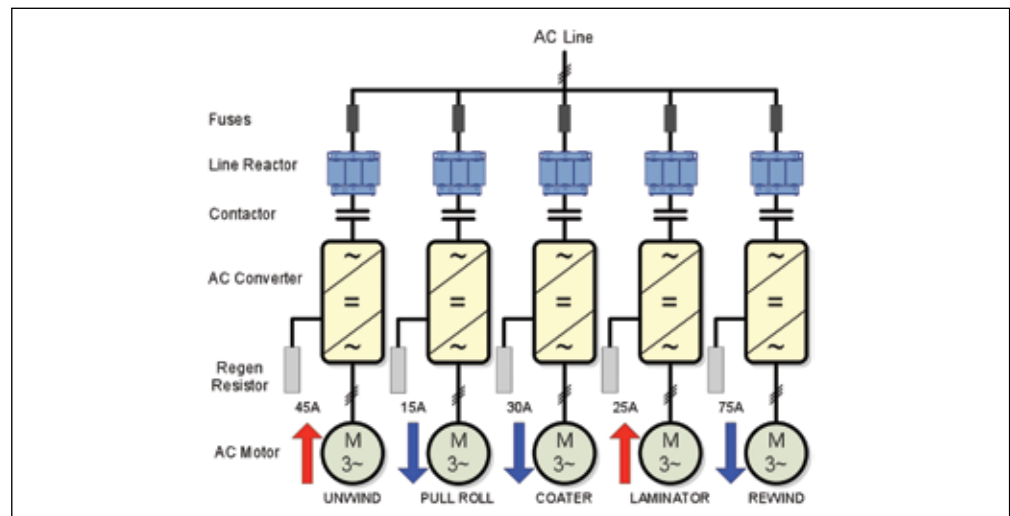 AC Line
Fuses
Line Reactor
Contactor
~ ~ ~ ~ ~
AC Converter
= = = = =
~ ~ ~ ~ ~
Regen
Resistor
45A 15A 30A 25A 75A
AC Motor
M M M M M
3~ 3~ 3~ 3~ 3~
UNWIND PULL ROLL COATER LAMINATOR REWIND